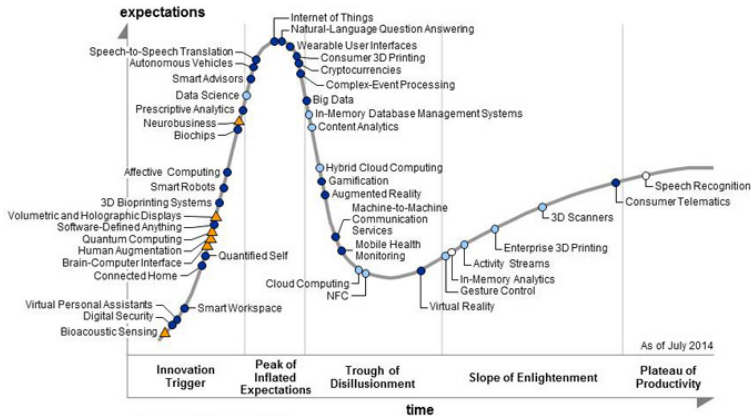 expectations
Internet of Things
Natural-Language Question Answering
Wearable User Interfaces
Speech-to-Speech Translation
Consumer 3D Printing
Autonomous Vehicles
Cryptocurrencies
Smart Advisors
Complex-Event Processing
Data Science
Big Data
Prescriptive Analytics
In-Memory Database Management Systems
Neurobusiness
Content Analytics
Biochips
Hybrid Cloud Computing
Affective Computing
Gamification
Smart Robots
Augmented Reality
Speech Recognition
3D Bioprinting Systems
Consumer Telematics
Machine-to-Machine
Communication
Services
Volumetric and Holographic Displays
3D Scanners
Software-Defined Anything
Quantum Computing
Mobile Health
Monitoring
Enterprise 3D Printing
Human Augmentation
Quantified Self
Brain-Computer Interface
Activity Streams
Connected Home
Cloud Computing
In-Memory Analytics
NFC
Gesture Control
Virtual Personal Assistants
Smart Workspace
Virtual Reality
Digital Security
Bioacoustic Sensing
As of July 2014
Innovation
Trigger
Peak of
Inflated
Expectations
Trough of
Disillusionment
Slope of Enlightenment
Plateau of
Productivity
time